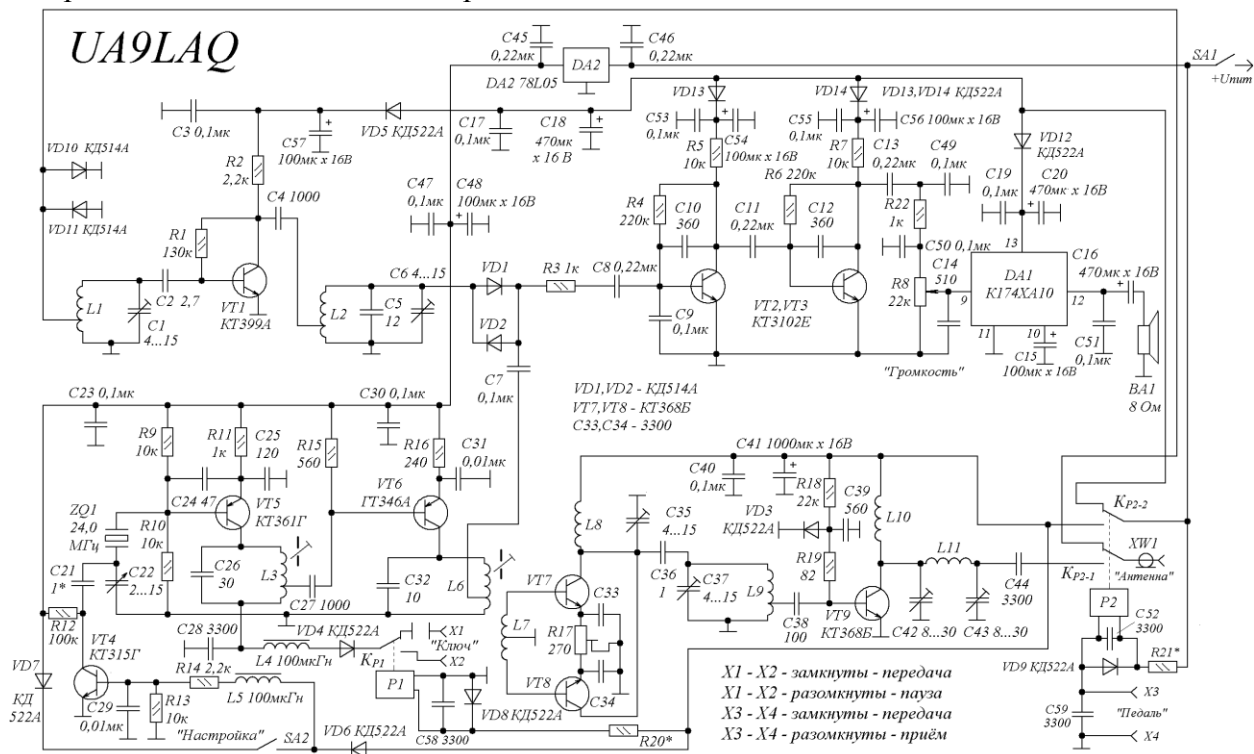 UA9LAQ
C45
0,22мк
C46
0,22мк
DA2
DA2 78L05
SA1
+Uпит
C3 0,1мк
C57
100мк х 16В
VD5 КД522А
C17
0,1мк
C18
470мк
х 16 В
VD13
VD14
VD13,VD14 КД522А
C53
0,1мк
C54
100мк х 16В
C55
0,1мк
C56 100мк х 16В
VD12
КД522А
VD10 КД514А
VD11 КД514А
R2
2,2к
C4 1000
R5
10к
R7
10к
C13
0,22мк
C49
0,1мк
C19
0,1мк
C20
470мк х 16В
C47
0,1мк
C48
100мк х 16В
R6 220к
R4
220к
C10
360
C11
0,22мк
C12
360
R22
1к
R1
130к
C50 0,1мк
13
C16
470мк х 16В
C6 4...15
VD1
R3 1к
C8 0,22мк
C14
510
DA1
К174ХА10
9
12
11
10
L1
C2 2,7
VT1
КТ399А
C1
4...15
L2
C5
12
VD2
C9
0,1мк
VT2,VT3
КТ3102Е
R8
22к
"Громкость"
C15
100мк х 16В
C51
0,1мк
BA1
8 Ом
C7
0,1мк
VD1,VD2 - КД514А
VT7,VT8 - КТ368Б
C33,C34 - 3300
C23 0,1мк
C30 0,1мк
R9
10к
R11
1к
C25
120
R15
560
R16
240
C31
0,01мк
C41 1000мк х 16В
C40
0,1мк
R18
22к
C39
560
VT6
ГТ346А
C24 47
VT5
КТ361Г
ZQ1
24,0
МГц
R10
10к
L8
C35
4...15
VD3
КД522А
L10
КP2-2
XW1
"Антенна"
КP2-1
C21
1*
C22
2...15
C26
30
L3
C27 1000
C32
10
L6
VT7
C36
1
C37
4...15
L9
R19
82
L11
C44
3300
P2
C52
3300
R12
100к
C33
C38
100
VT9
КТ368Б
C42 8...30
C43 8...30
VT4
КТ315Г
C28 3300
VD4 КД522А
L4 100мкГн
X1
"Ключ"
X2
КP1
L7
R17
270
VD9 КД522А
R21*
VD7
КД
522А
R14 2,2к
L5 100мкГн
P1
VT8
C34
C29
0,01мк
R13
10к
"Настройка"
SA2
VD6 КД522А
C58 3300
VD8 КД522А
R20*
X1 - X2 - замкнуты - передача
X1 - X2 - разомкнуты - пауза
X3 - X4 - замкнуты - передача
X3 - X4 - разомкнуты - приём
C59
3300
X3
"Педаль"
X4